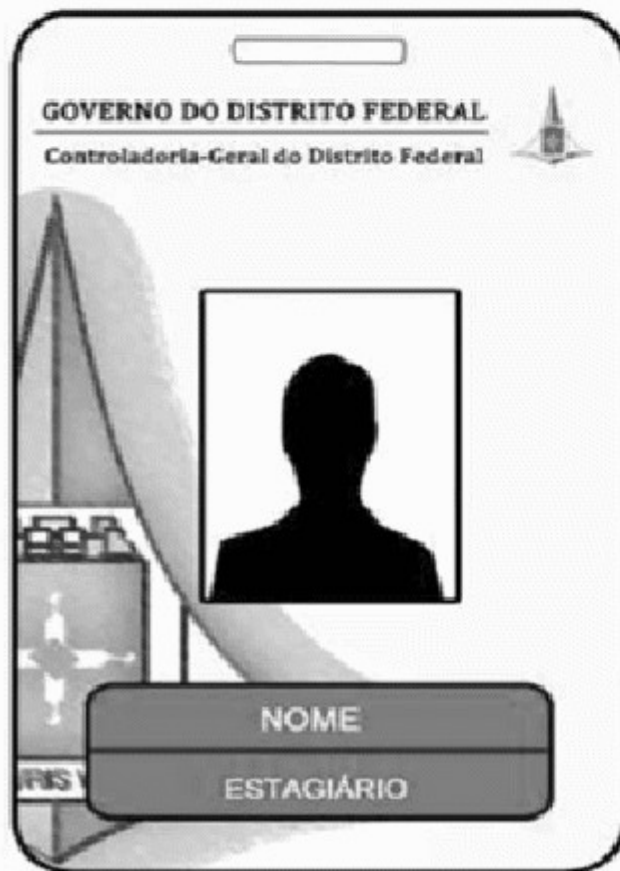 GOVERNO DO DISTRITO FEDERAL
Controladoria-Geral do Distrito Federal
NOME
ESTAGIÁRIO